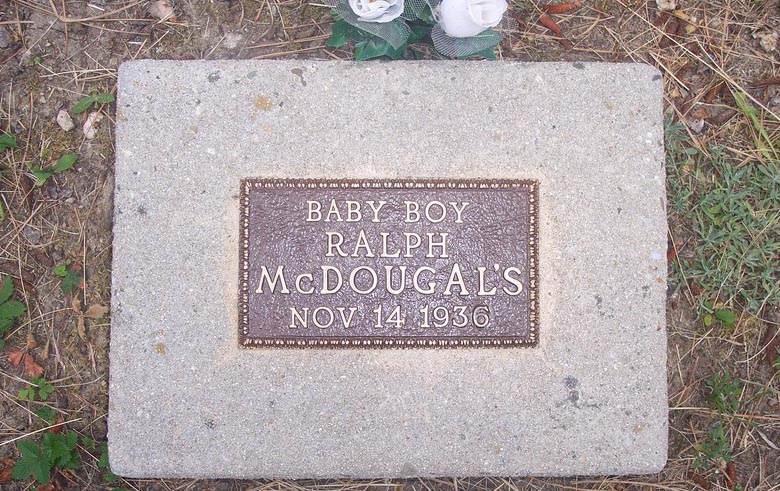 BABY BOY
RALPH
McDOUGAL'S
NOV 14 1936